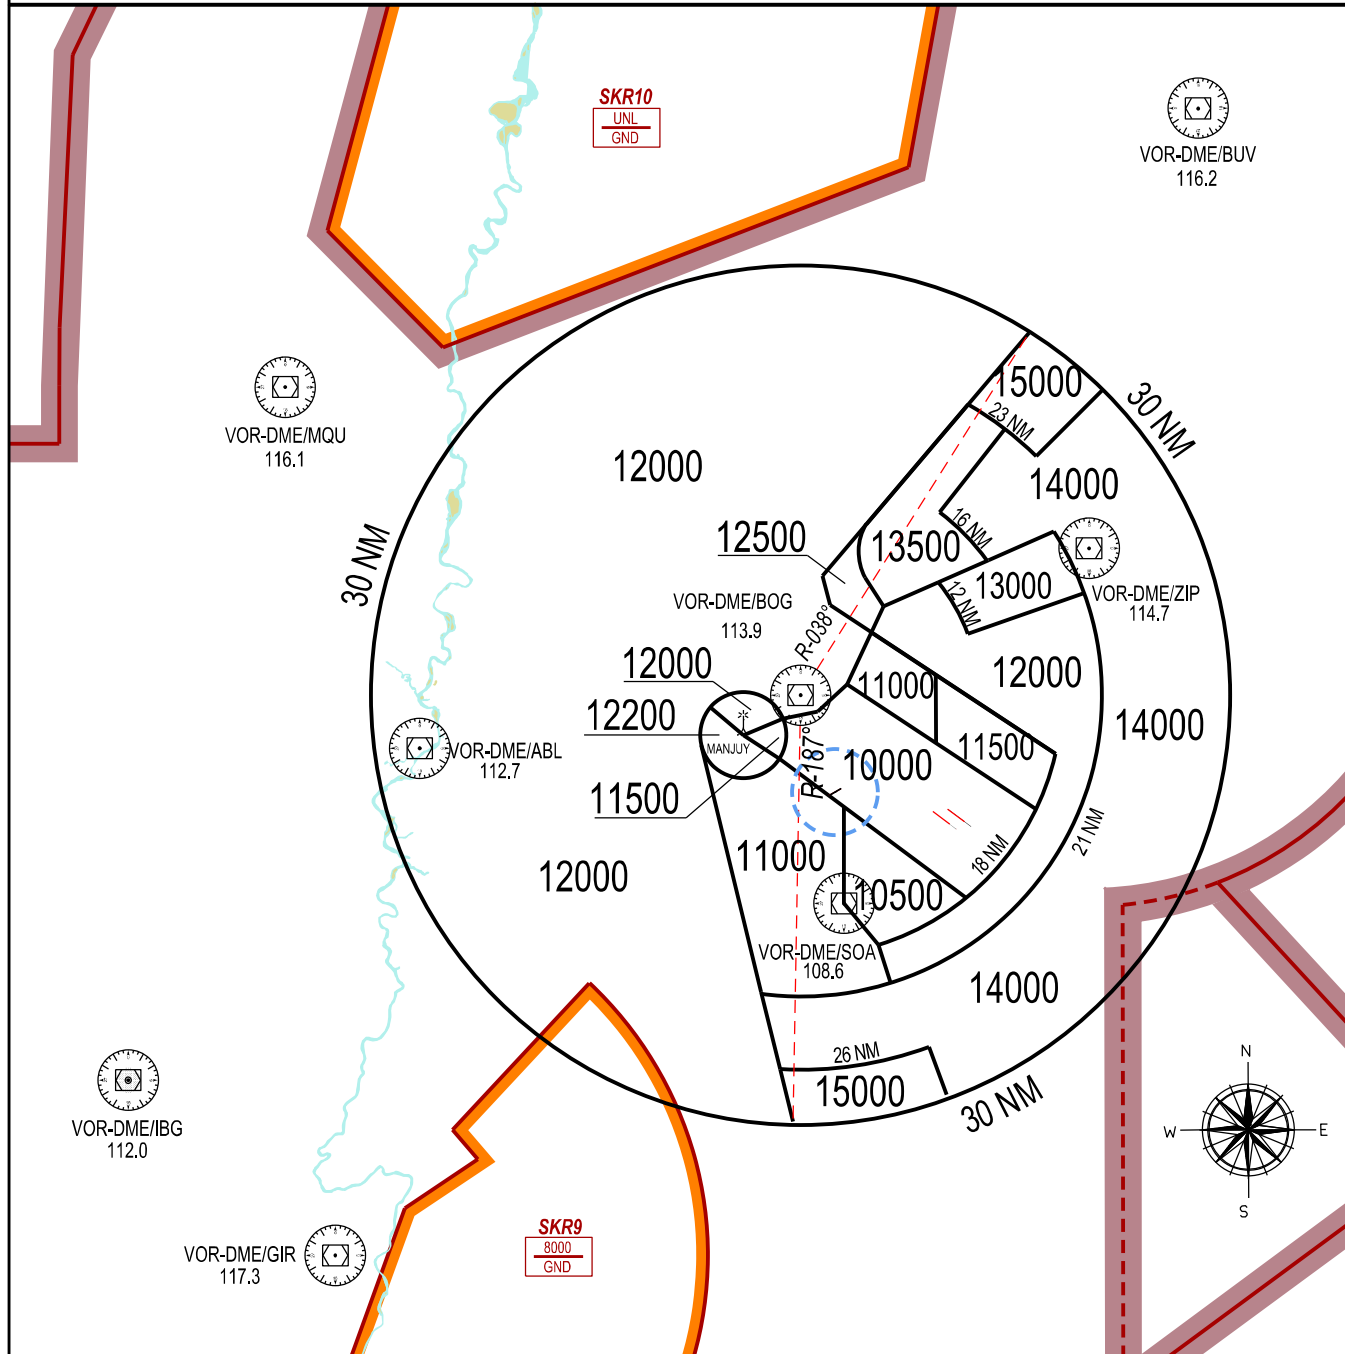 SKR10
UNL
GND
VOR-DME/BUV
116.2
15000
30 NM
23 NM
VOR-DME/MQU
116.1
12000
14000
16 NM
30 NM
12500
13500
13000
12 NM
VOR-DME/ZIP
114.7
VOR-DME/BOG
113.9
R-038°
12000
12000
11000
12200
14000
MANJUY
R-187°
11500
VOR-DME/ABL
112.7
10000
11500
21 NM
11000
18 NM
12000
10500
VOR-DME/SOA
108.6
14000
26 NM
15000
30 NM
N
W
E
S
VOR-DME/IBG
112.0
SKR9
8000
GND
VOR-DME/GIR
117.3